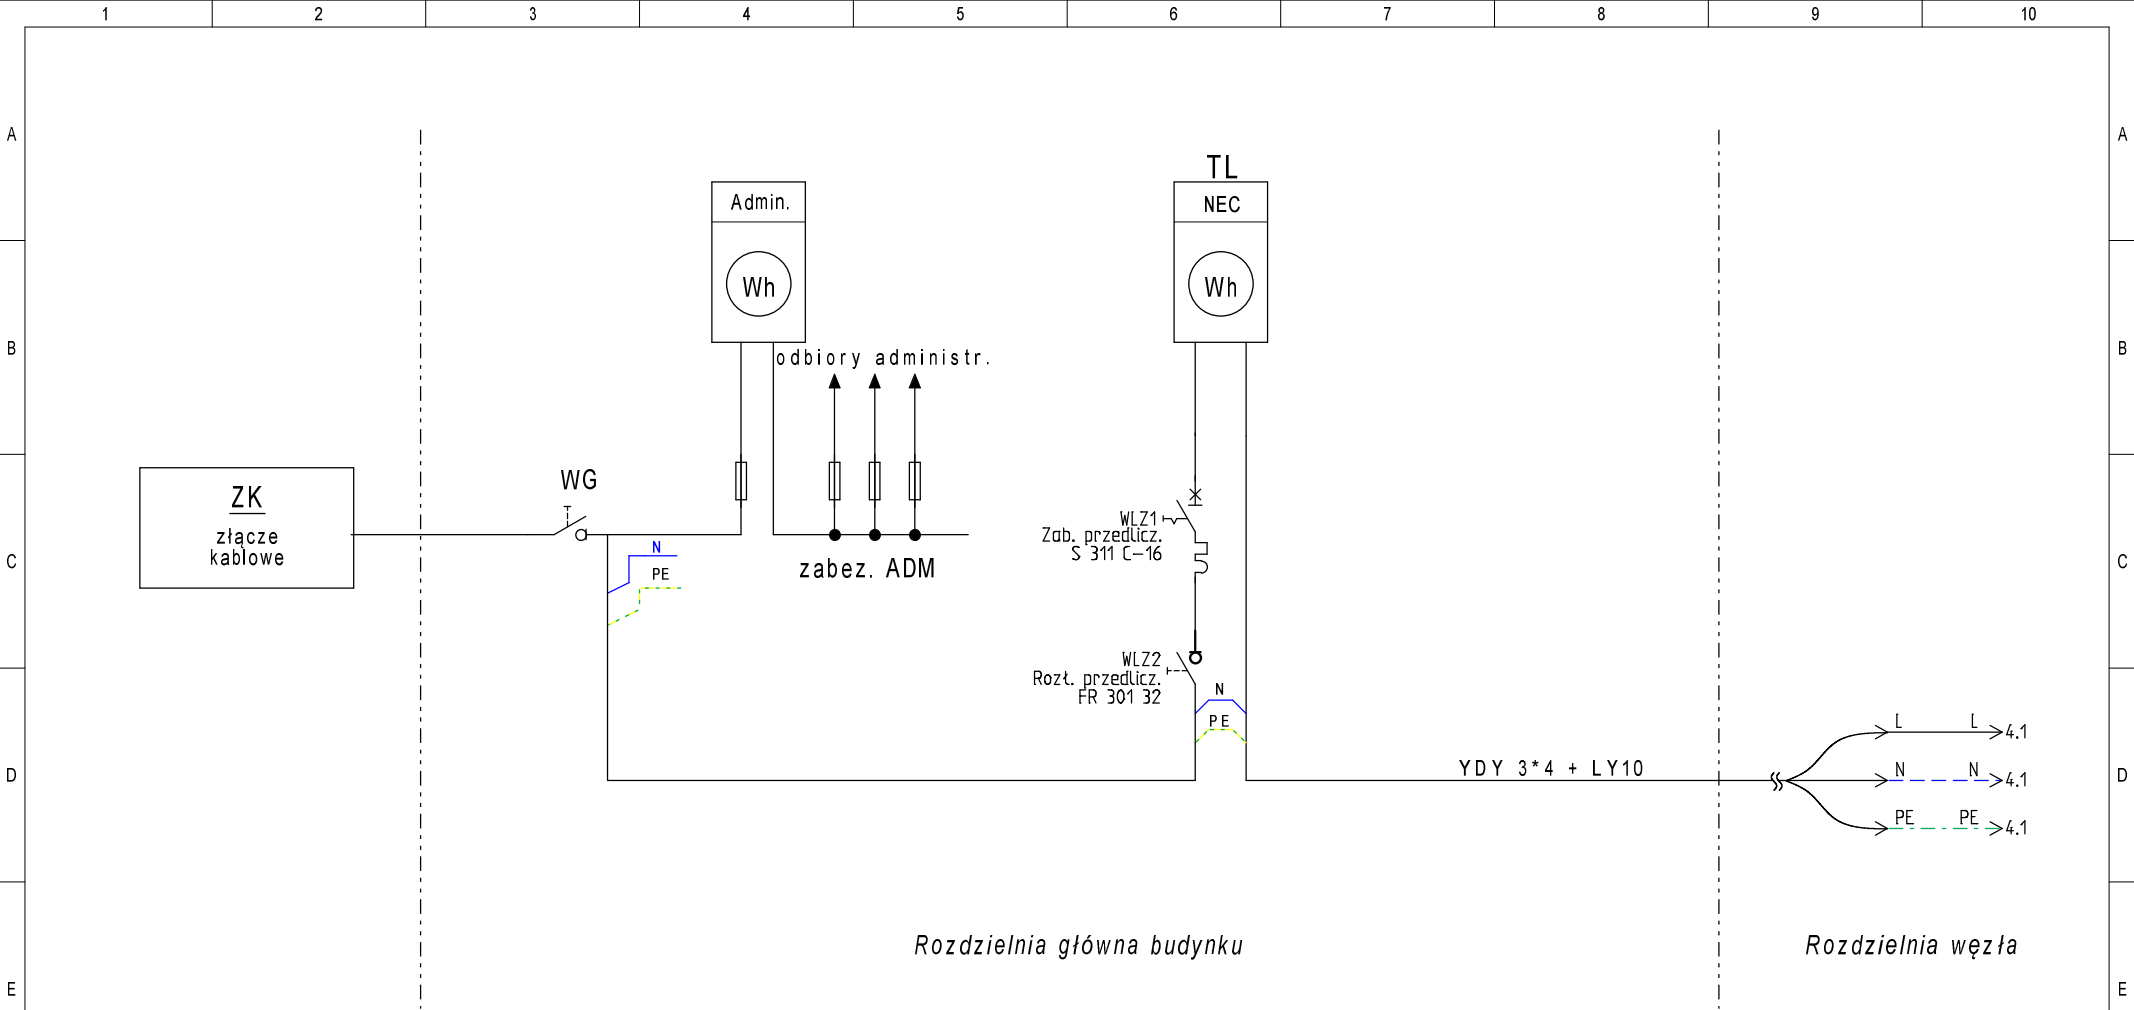 1 2 3 4 5 6 7 8 9 10
A A
TL
Admin.
NEC
Wh
Wh
B B
odbiory administr.
ZK
złącze
kablowe
WG
WLZ1
Zab. przedlicz.
S 311 C-16
N
PE
zabez. ADM
C C
WLZ2
Rozł. przedlicz.
FR 301 32
N
PE
L L 4.1
YDY 3*4 + LY10
N N 4.1
PE PE 4.1
D D
Rozdzielnia główna budynku
Rozdzielnia węzła
E E